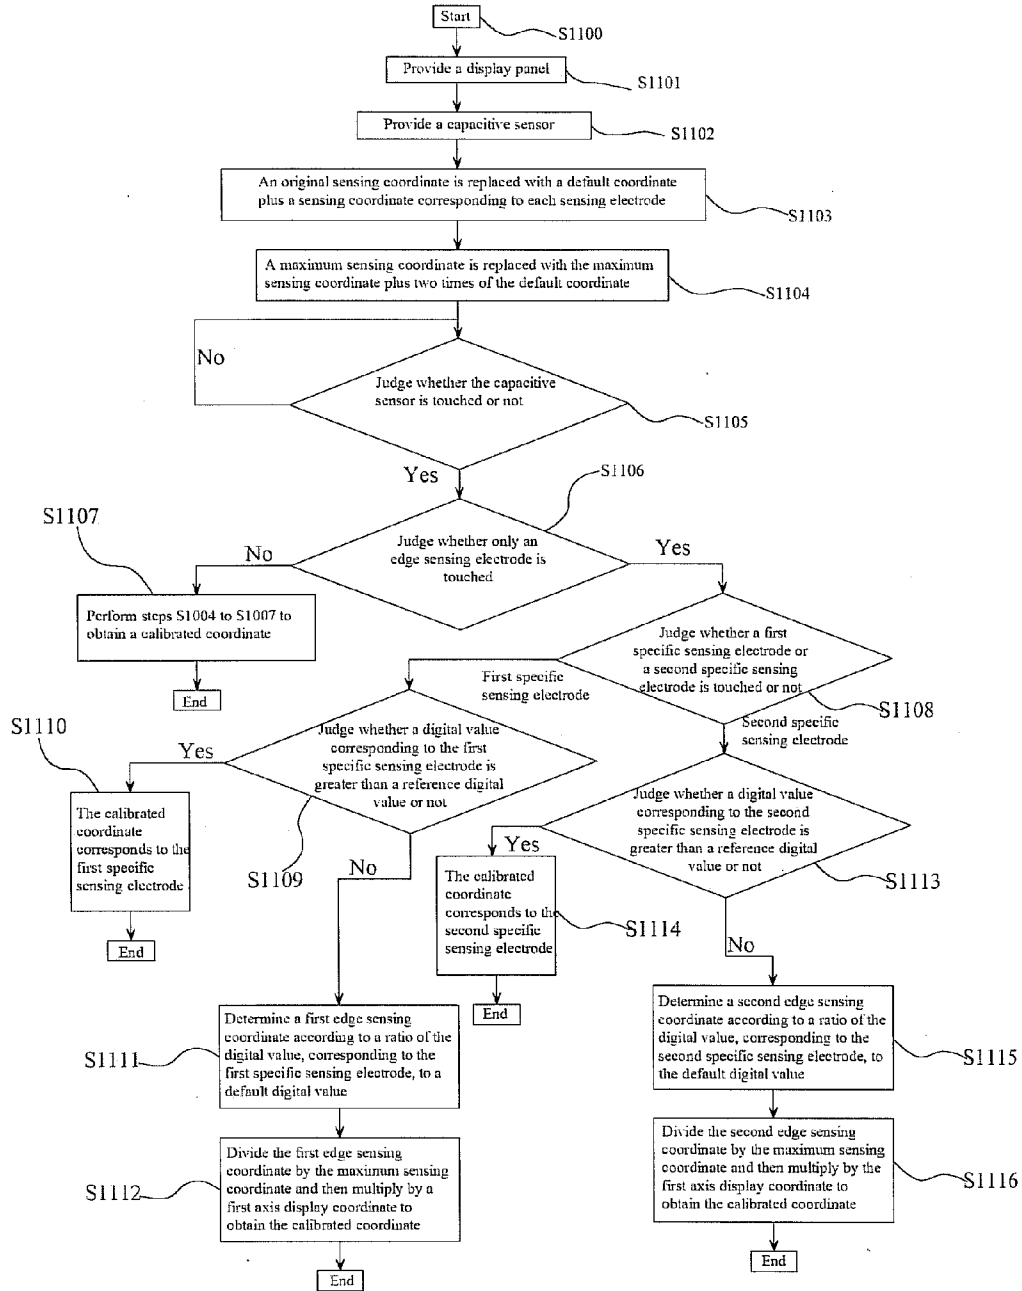 Start
S1100
Provide a display panel
S1101
Provide a capacitive sensor
S1102
An original sensing coordinate is replaced with a default coordinate
plus a sensing coordinate corresponding to each sensing electrode
S1103
A maximum sensing coordinate is replaced with the maximum
sensing coordinate plus two times of the default coordinate
S1104
No
Judge whether the capacitive
sensor is touched or not
S1105
Yes
S1106
Judge whether only an
edge sensing electrode is
touched
No
Yes
S1107
Perform steps S1004 to S1007 to
obtain a calibrated coordinate
End
Judge whether a first
specific sensing electrode or
a second specific sensing
electrode is touched or not
S1108
First specific
sensing electrode
Second specific
sensing electrode
S1110
Yes
Judge whether a digital value
corresponding to the first
specific sensing electrode is
greater than a reference digital
value or not
S1109
The calibrated
coordinate
corresponds to the
first specific
sensing electrode
End
No
Judge whether a digital value
corresponding to the second
specific sensing electrode is
greater than a reference digital
value or not
S1113
Yes
The calibrated
coordinate
corresponds to the
second specific
sensing electrode
S1114
End
No
Determine a first edge sensing
coordinate according to a ratio of the
digital value, corresponding to the
first specific sensing electrode, to a
default digital value
S1111
Determine a second edge sensing
coordinate according to a ratio of the
digital value, corresponding to the
second specific sensing electrode, to
the default digital value
S1115
Divide the first edge sensing
coordinate by the maximum sensing
coordinate and then multiply by a
first axis display coordinate to
obtain the calibrated coordinate
S1112
End
Divide the second edge sensing
coordinate by the maximum sensing
coordinate and then multiply by the
first axis display coordinate to
obtain the calibrated coordinate
S1116
End